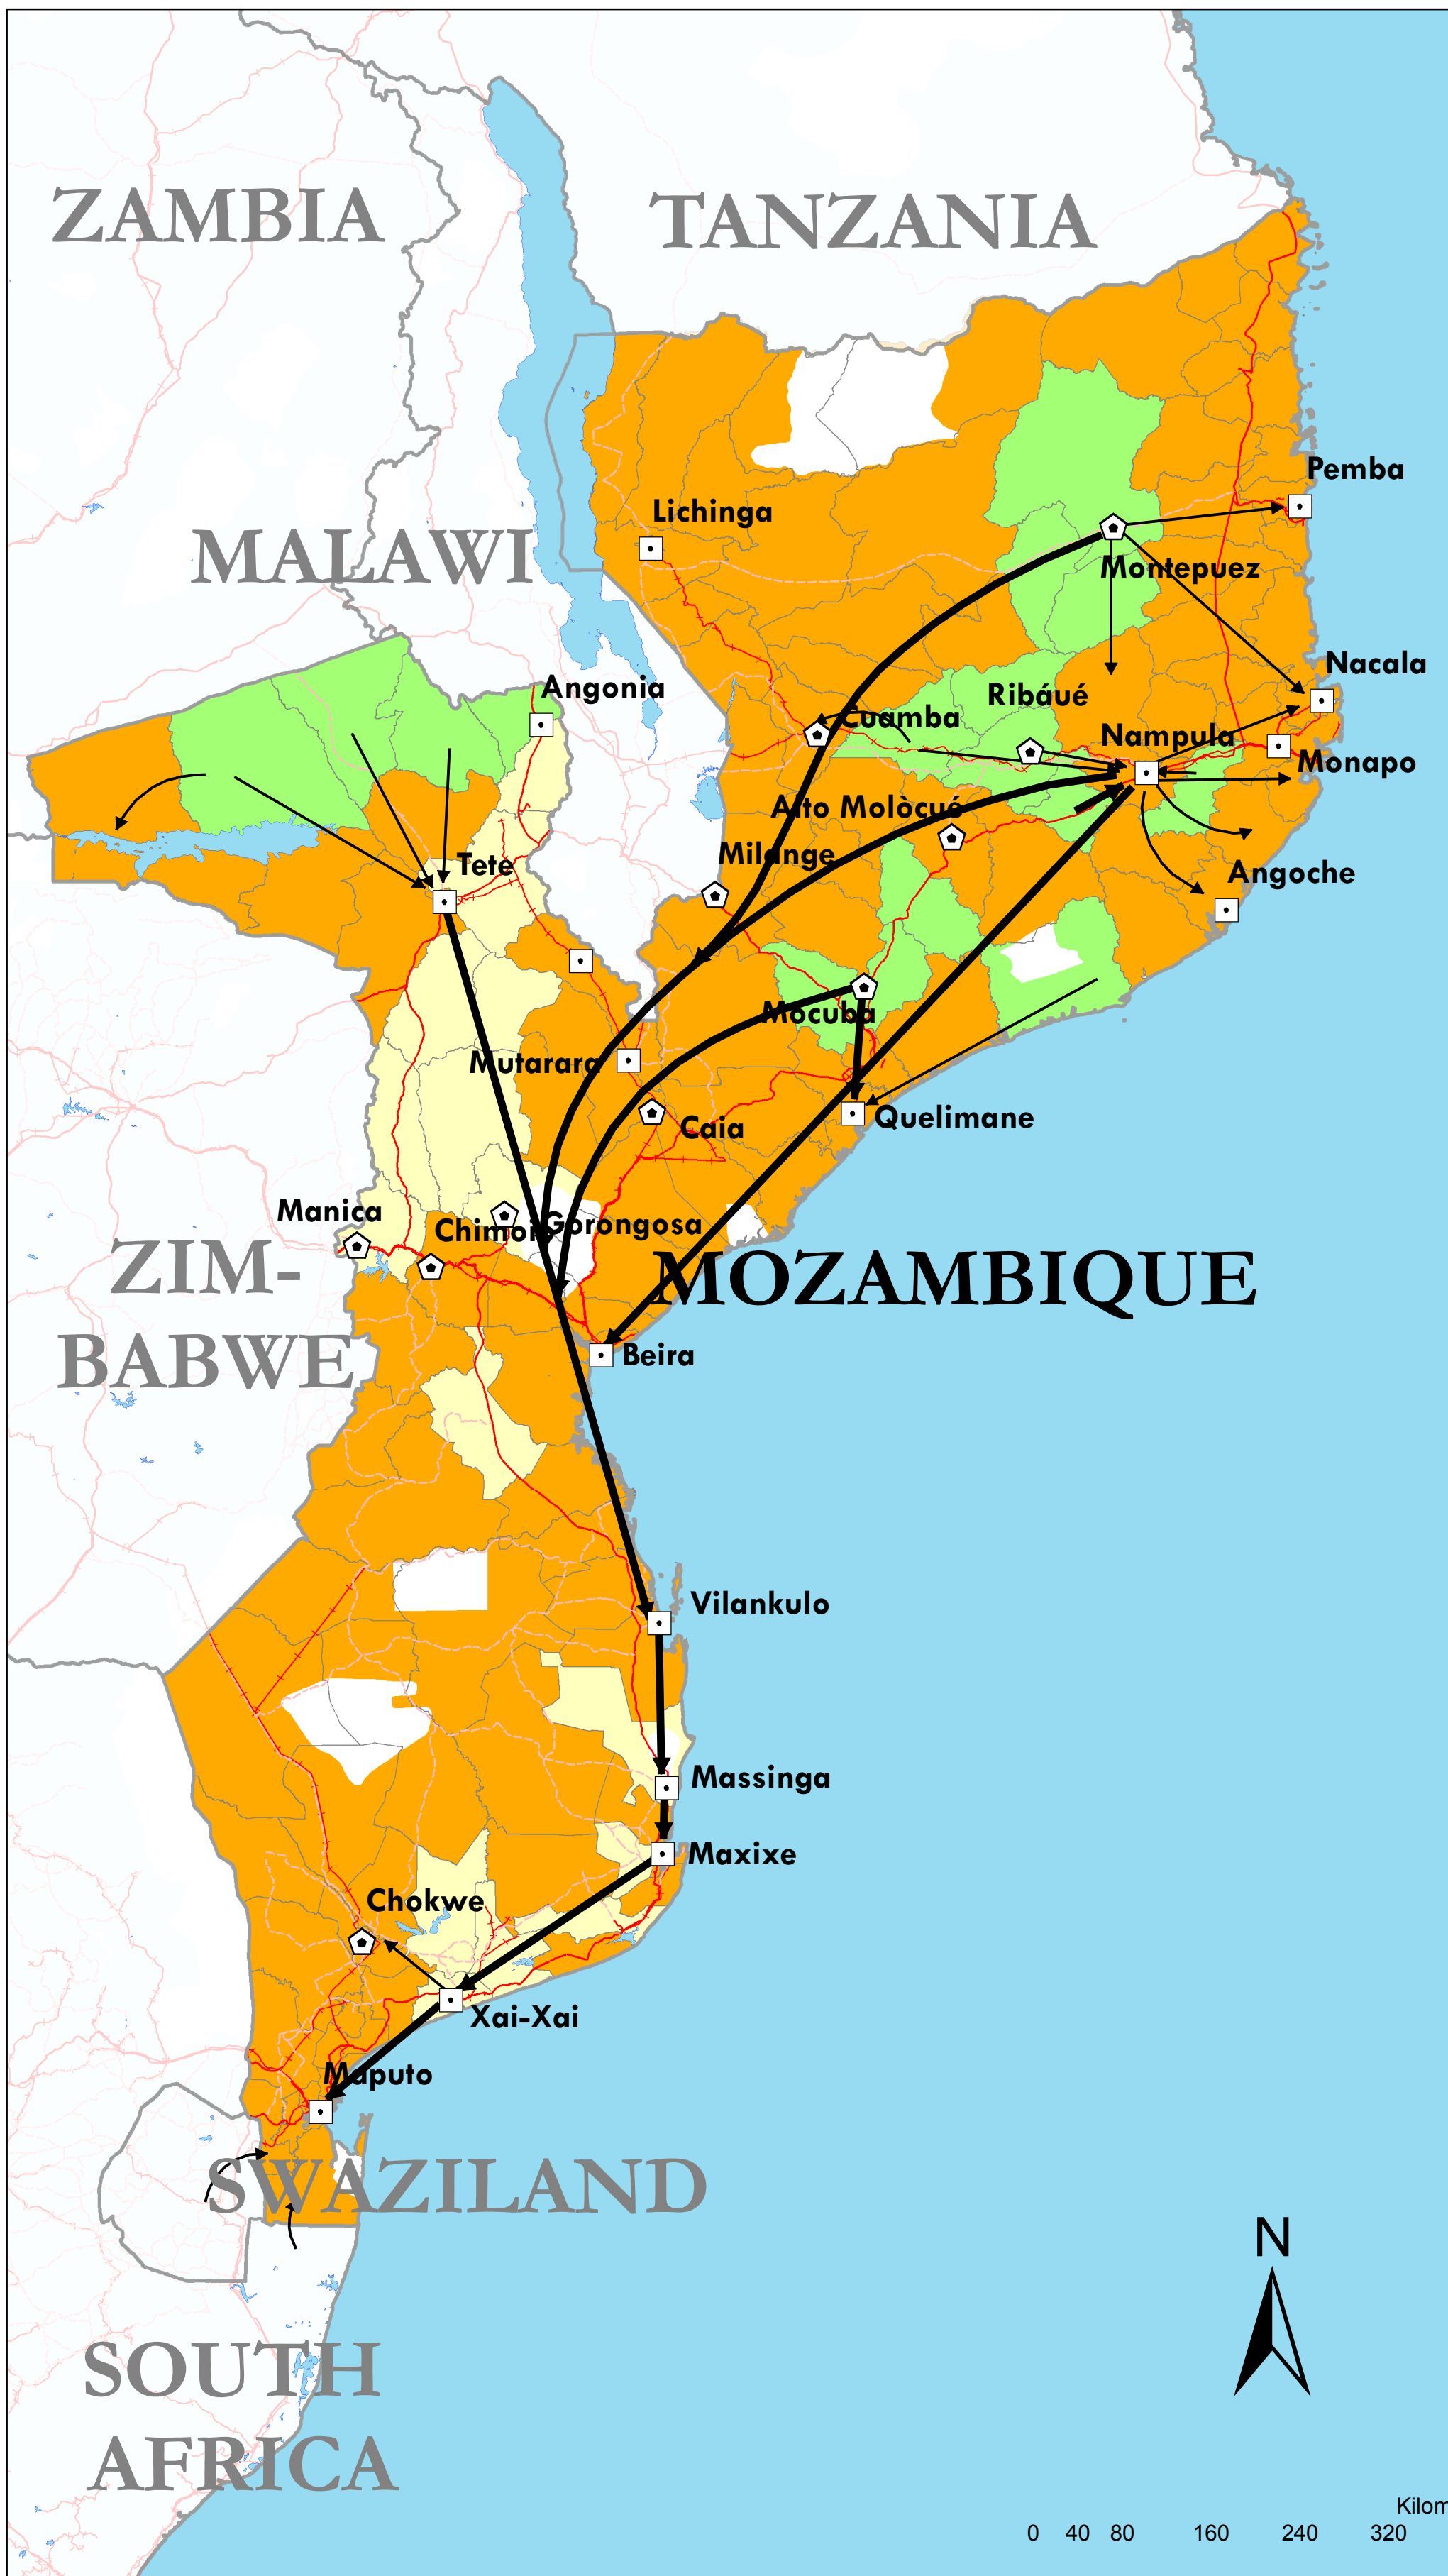 ZAMBIA
TANZANIA
Pemba
Lichinga
MALAWI
Montepuez
Nacala
Angonia
Ribáué
Cuamba
Nampula
Monapo
Alto Molòcué
Milange
Tete
Angoche
Mocuba
Mutarara
Quelimane
Caia
Manica
Chimoio
Gorongosa
ZIM-
BABWE
MOZAMBIQUE
Beira
Vilankulo
Massinga
Maxixe
Chokwe
Xai-Xai
Maputo
SWAZILAND
N
SOUTH
AFRICA
Kilom
0 40 80 160 240 320